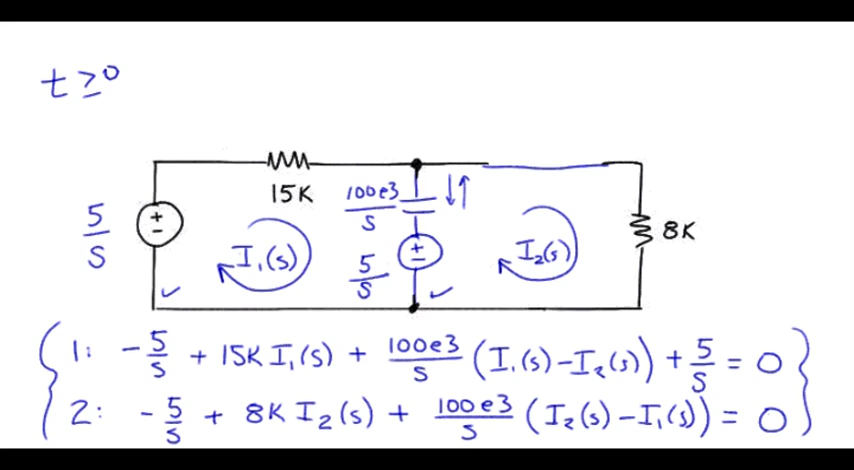 t ≥ 0
15K
100e3/S
↓↑
5/S
+
-
I₁(s)
5/S
+
-
I₂(s)
8K
1: -5/S + 15K I₁(s) + 100e3/S (I₁(s) - I₂(s)) + 5/S = 0
2: -5/S + 8K I₂(s) + 100e3/S (I₂(s) - I₁(s)) = 0